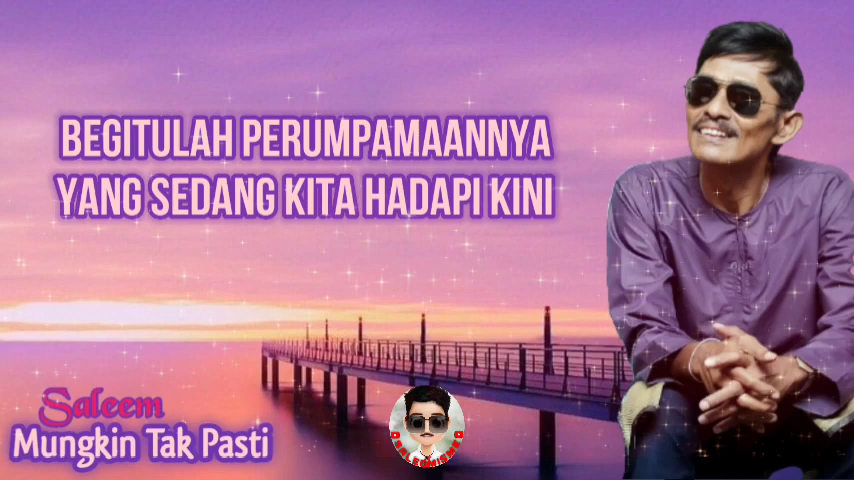 BEGITULAH PERUMPAMAANNYA
YANG SEDANG KITA HADAPI KINI
Saleem
Mungkin Tak Pasti